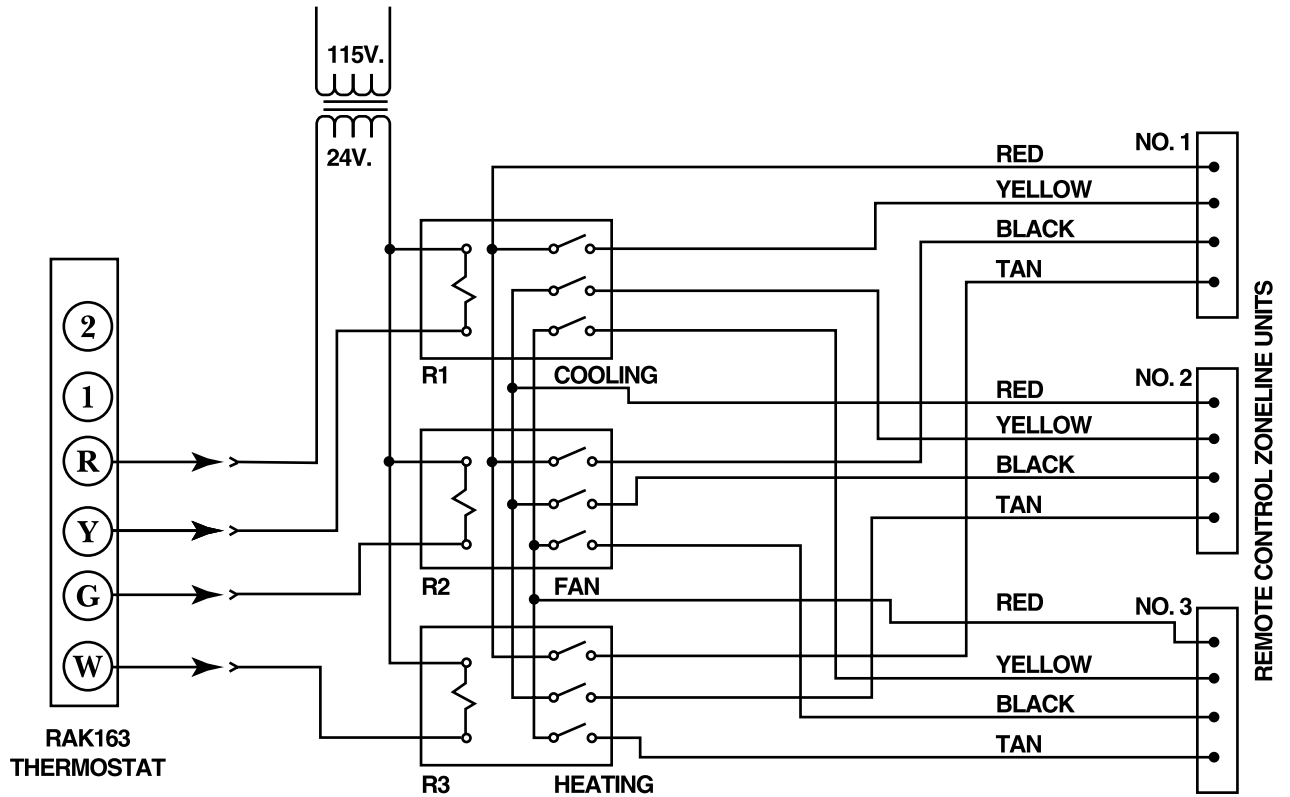 115V.
24V.
2
1
R
Y
G
W
RAK163
THERMOSTAT
R1
COOLING
R2
FAN
R3
HEATING
NO. 1
RED
YELLOW
BLACK
TAN
NO. 2
RED
YELLOW
BLACK
TAN
NO. 3
RED
YELLOW
BLACK
TAN
REMOTE CONTROL ZONELINE UNITS